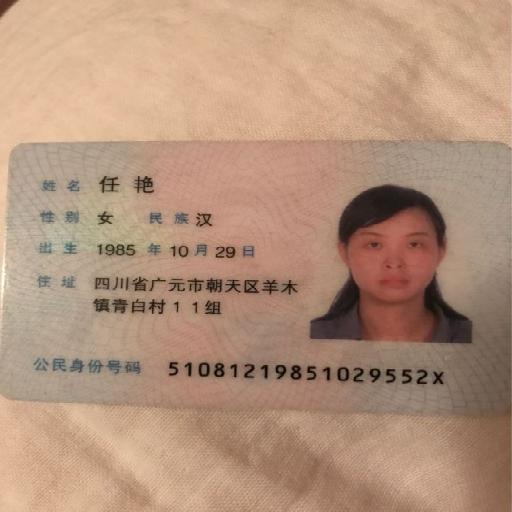 姓名 任艳
性别 女 民族 汉
出生 1985 年 10 月 29 日
住址 四川省广元市朝天区羊木
镇青白村11组
公民身份号码 51081219851029552X